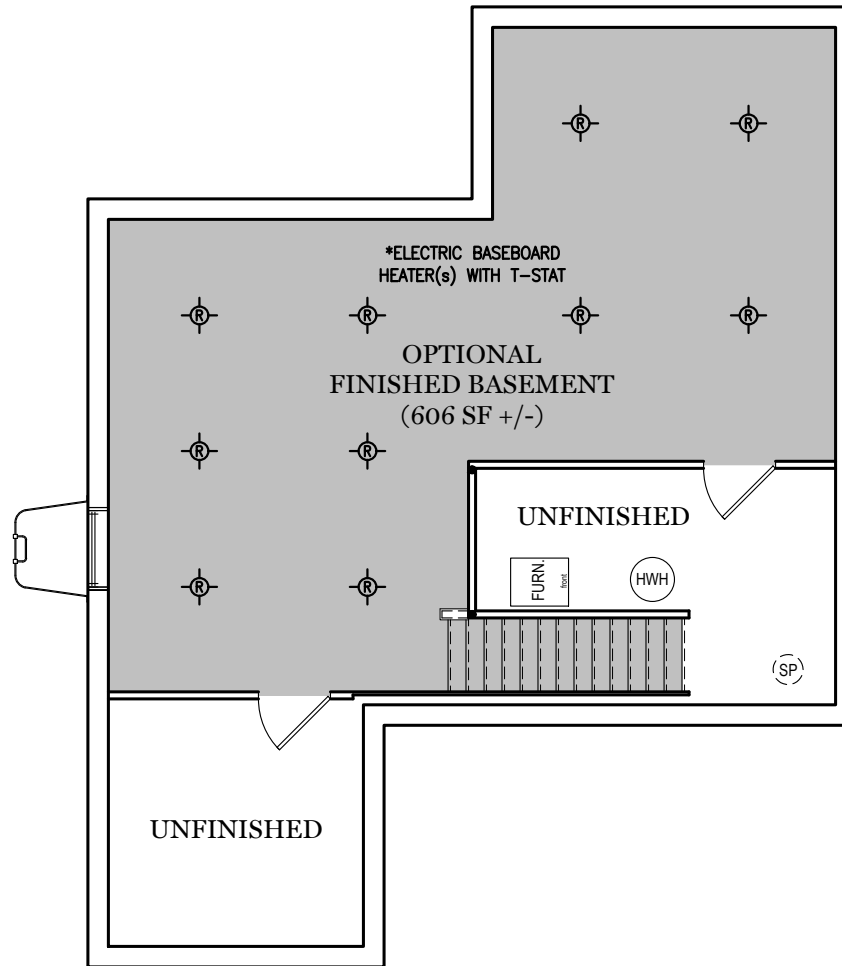 R R
*ELECTRIC BASEBOARD
HEATER(s) WITH T-STAT
R R R R
OPTIONAL
FINISHED BASEMENT
(606 SF +/-)
R R
UNFINISHED
FURN.
front
HWH
R R
SP
UNFINISHED